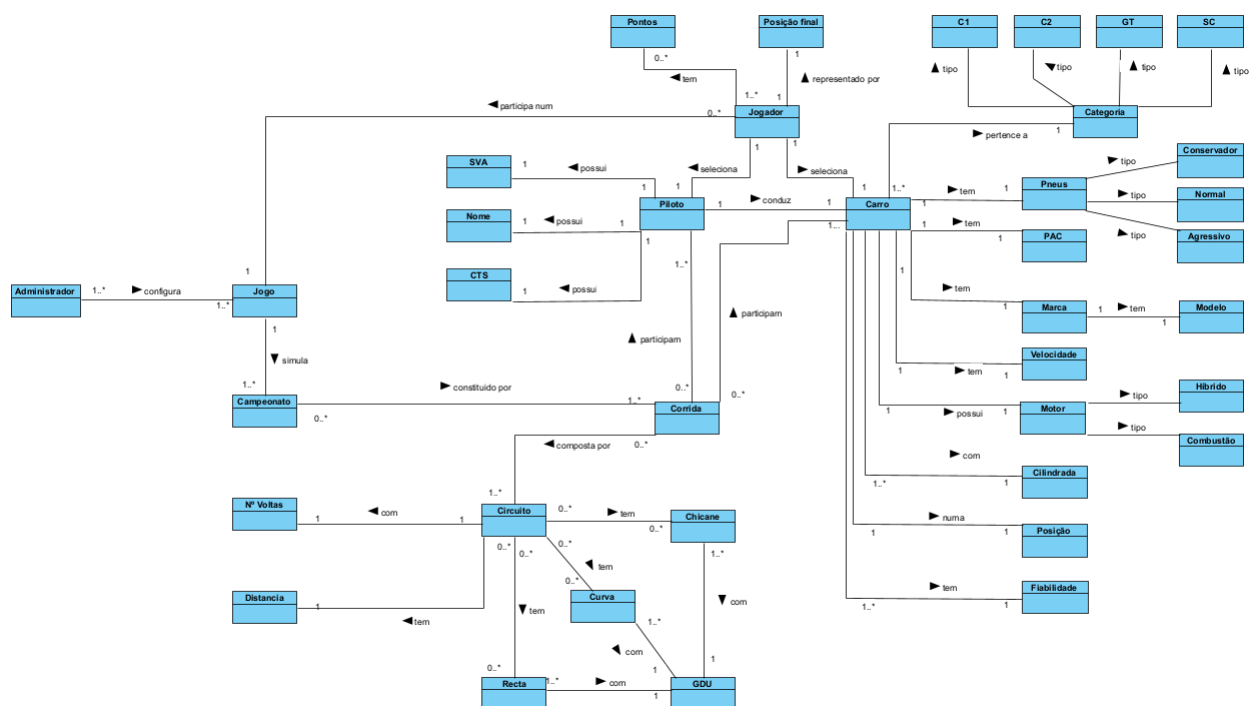 Pontos
Posição final
C1
C2
GT
SC
0..*
1
◄ tem
▲ representado por
▲ tipo
▲ tipo
▲ tipo
▲ tipo
1..*
1
◄ participa num
0..*
Jogador
Categoria
► pertence a
1
1
1
SVA
1
◄ possui
◄ seleciona
► seleciona
► tipo
Conservador
1
1
1
1..*
► tem
1
Pneus
► tipo
Normal
Nome
1
◄ possui
1
Piloto
1
► conduz
1
Carro
1
► tem
1
1...
► tipo
Agressivo
PAC
CTS
1
◄ possui
1..*
1
1
Administrador
1..*
► configura
1..*
Jogo
▲ participam
► tem
1
Marca
1
► tem
1
Modelo
1
▲ participam
▼ simula
Velocidade
1
► tem
1
1..*
► constituido por
0..*
Campeonato
0..*
1..*
Corrida
0..*
1
► possui
1
Motor
► tipo
Híbrido
► tipo
Combustão
◄ composta por
0..*
► com
1..*
1
Cilindrada
1..*
Nº Voltas
1
◄ com
1
Circuito
0..*
► tem
0..*
Chicane
► numa
1
1
Posição
0..*
0..*
0..*
1..*
► tem
0..*
Distancia
1
◄ tem
▼ tem
Curva
▼ com
► tem
1..*
1
Fiabilidade
1..*
► com
0..*
1
1
Recta
1..*
► com
1
GDU